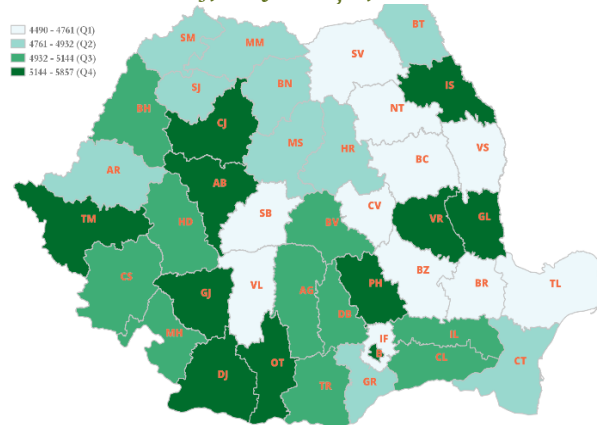 4490 - 4761 (Q1)
4761 - 4932 (Q2)
4932 - 5144 (Q3)
5144 - 5857 (Q4)
SM
MM
SV
BT
BH
SJ
BN
IS
CJ
NT
MS
HR
VS
AR
BC
AB
TM
HD
SB
BV
CV
VR
GL
CS
GJ
VL
AG
PH
BZ
BR
TL
DB
MH
IF
B
IL
CL
CT
DJ
OT
TR
GR